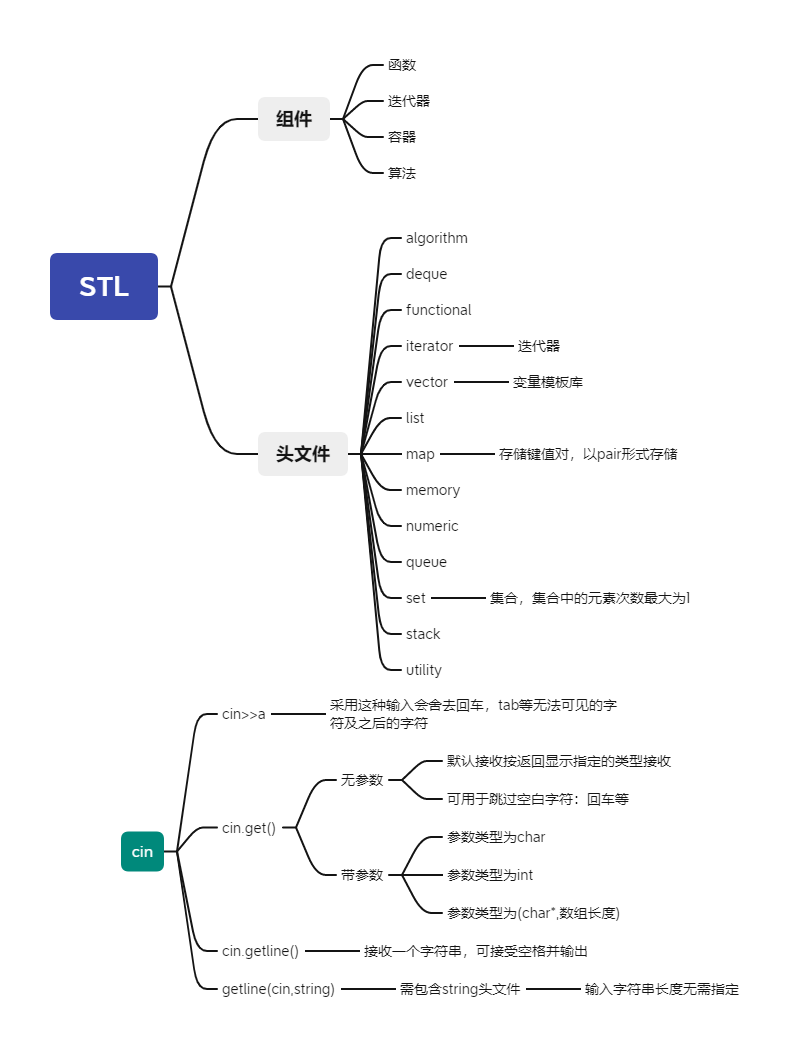 STL
组件
函数
迭代器
容器
算法
头文件
algorithm
deque
functional
iterator
迭代器
vector
变量模板库
list
map
存储键值对，以pair形式存储
memory
numeric
queue
set
集合，集合中的元素次数最大为1
stack
utility
cin
cin>>a
采用这种输入会舍去回车，tab等无法可见的字
符及之后的字符
cin.get()
无参数
默认接收按返回显示指定的类型接收
可用于跳过空白字符：回车等
带参数
参数类型为char
参数类型为int
参数类型为(char*,数组长度)
cin.getline()
接收一个字符串，可接受空格并输出
getline(cin,string)
需包含string头文件
输入字符串长度无需指定